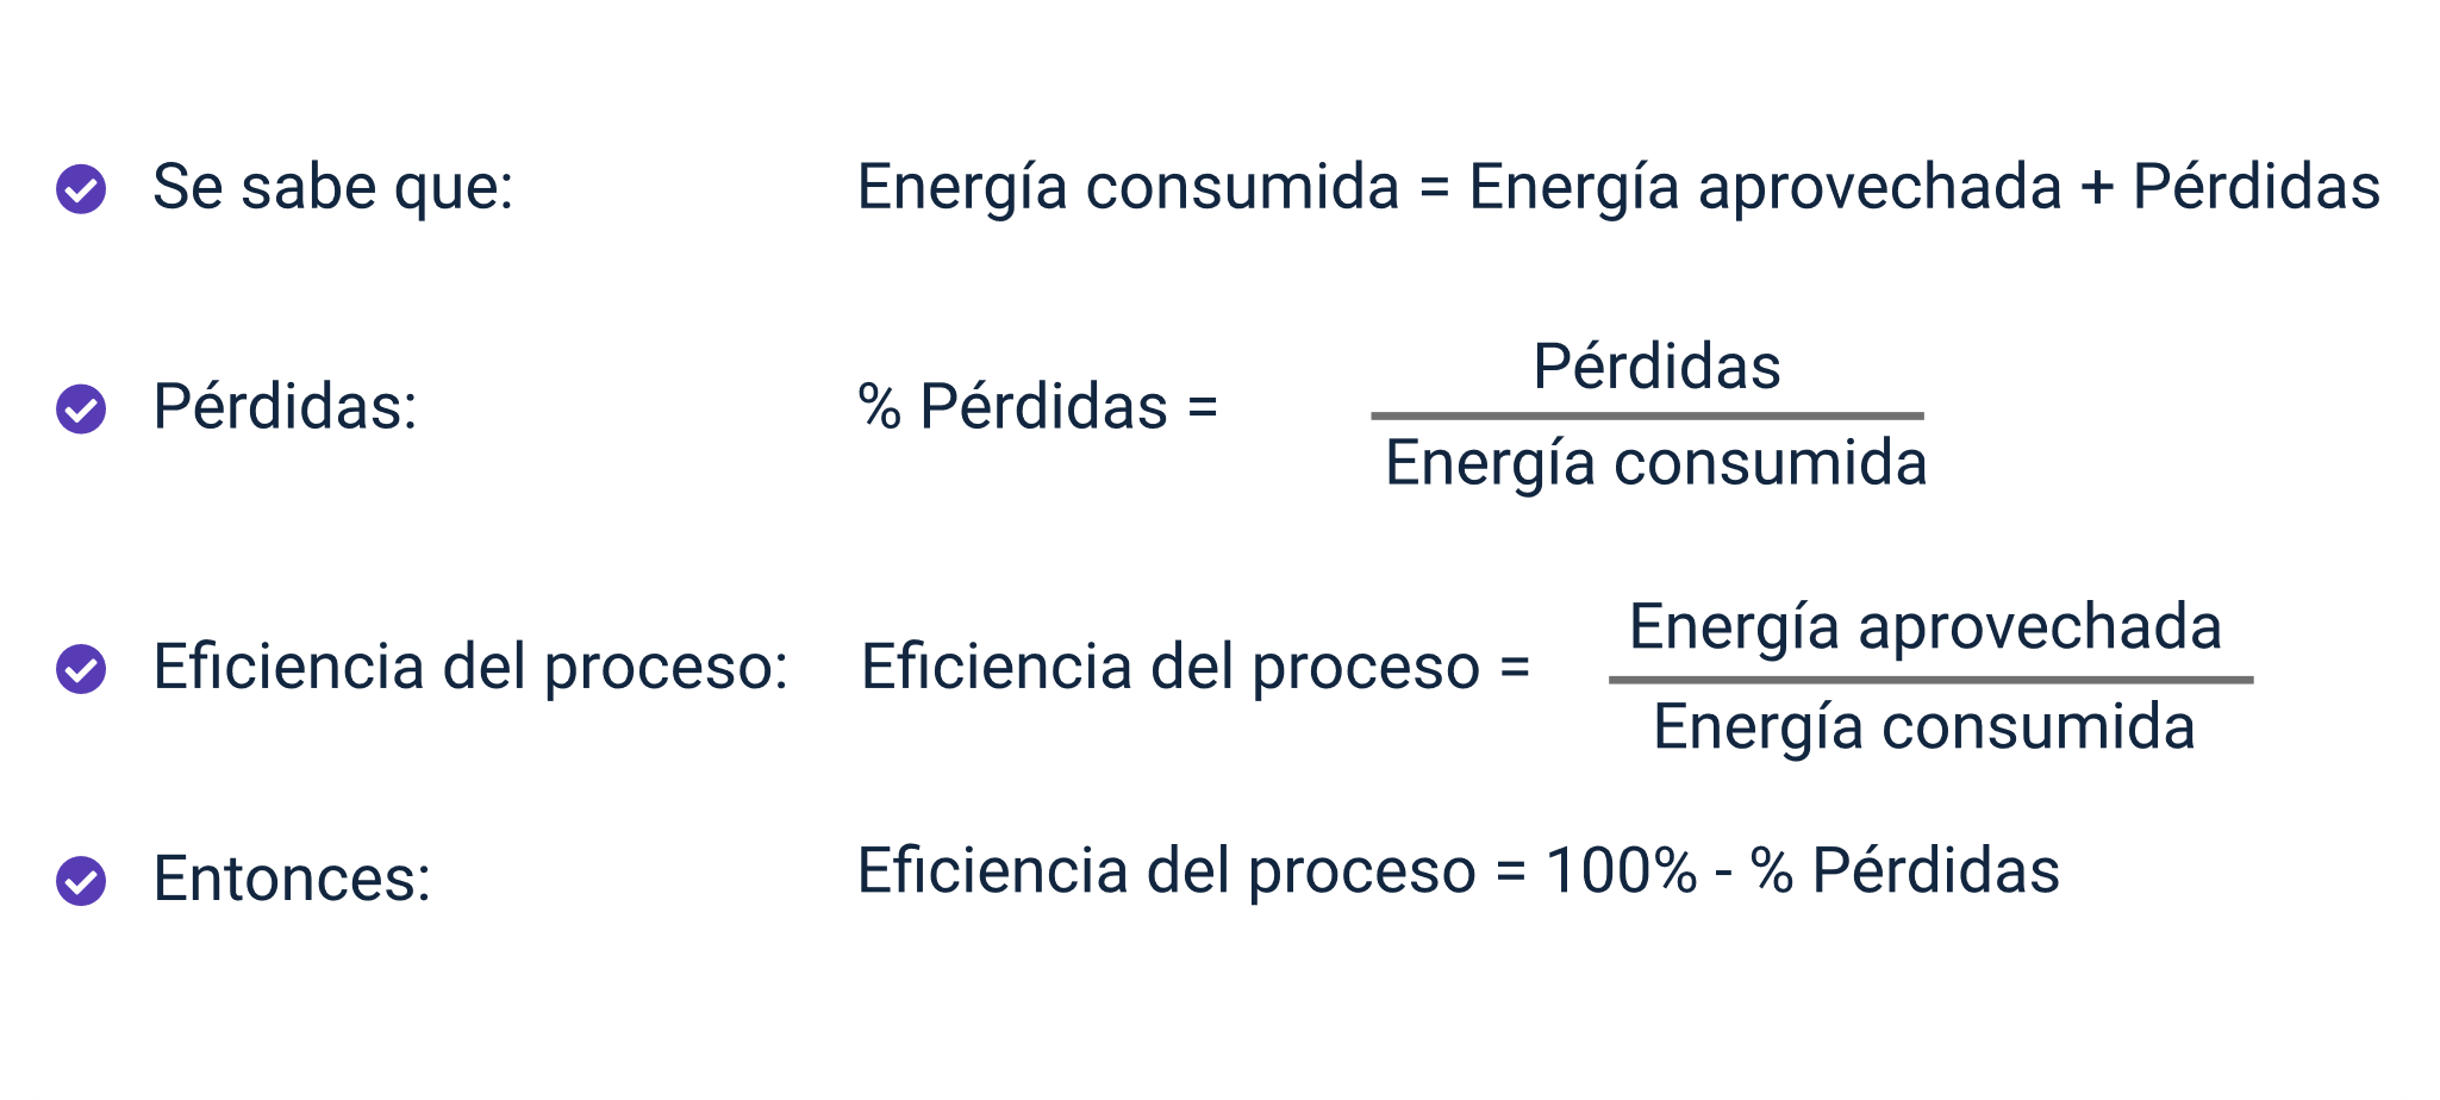 Se sabe que: Energía consumida = Energía aprovechada + Pérdidas
Pérdidas: % Pérdidas = Pérdidas
Energía consumida
Eficiencia del proceso: Eficiencia del proceso = Energía aprovechada
Energía consumida
Entonces: Eficiencia del proceso = 100% - % Pérdidas